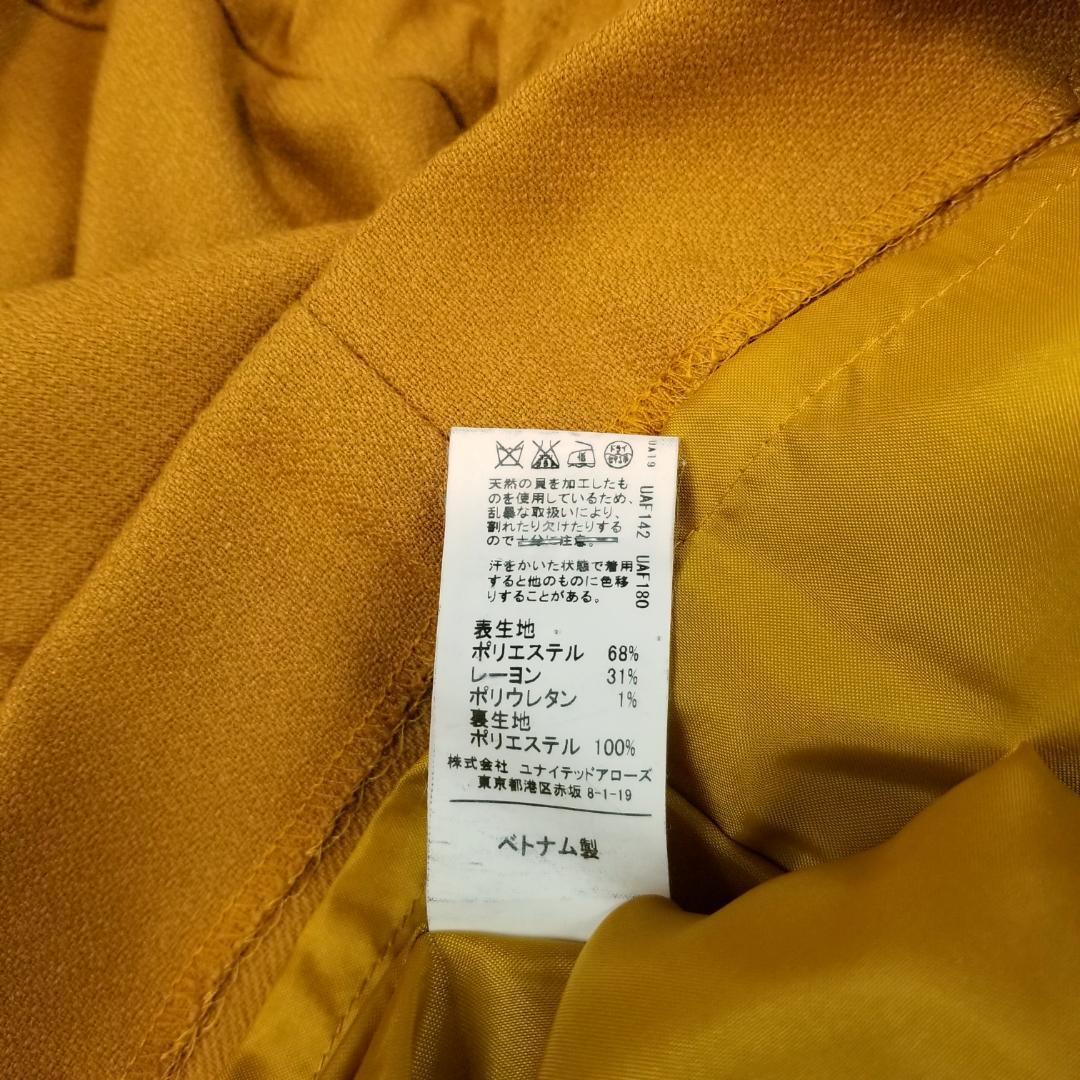 天然の貝を加工したも
のを使用しているため、
乱暴な取扱いにより、
割れたり欠けたりする
ので十分に注意。
汗をかいた状態で着用
すると他のものに色移
りすることがある。
表生地
ポリエステル 68%
レーヨン 31%
ポリウレタン 1%
裏生地
ポリエステル 100%
株式会社 ユナイテッドアローズ
東京都港区赤坂 8-1-19
ベトナム製
UA19 UAF142 UAF180